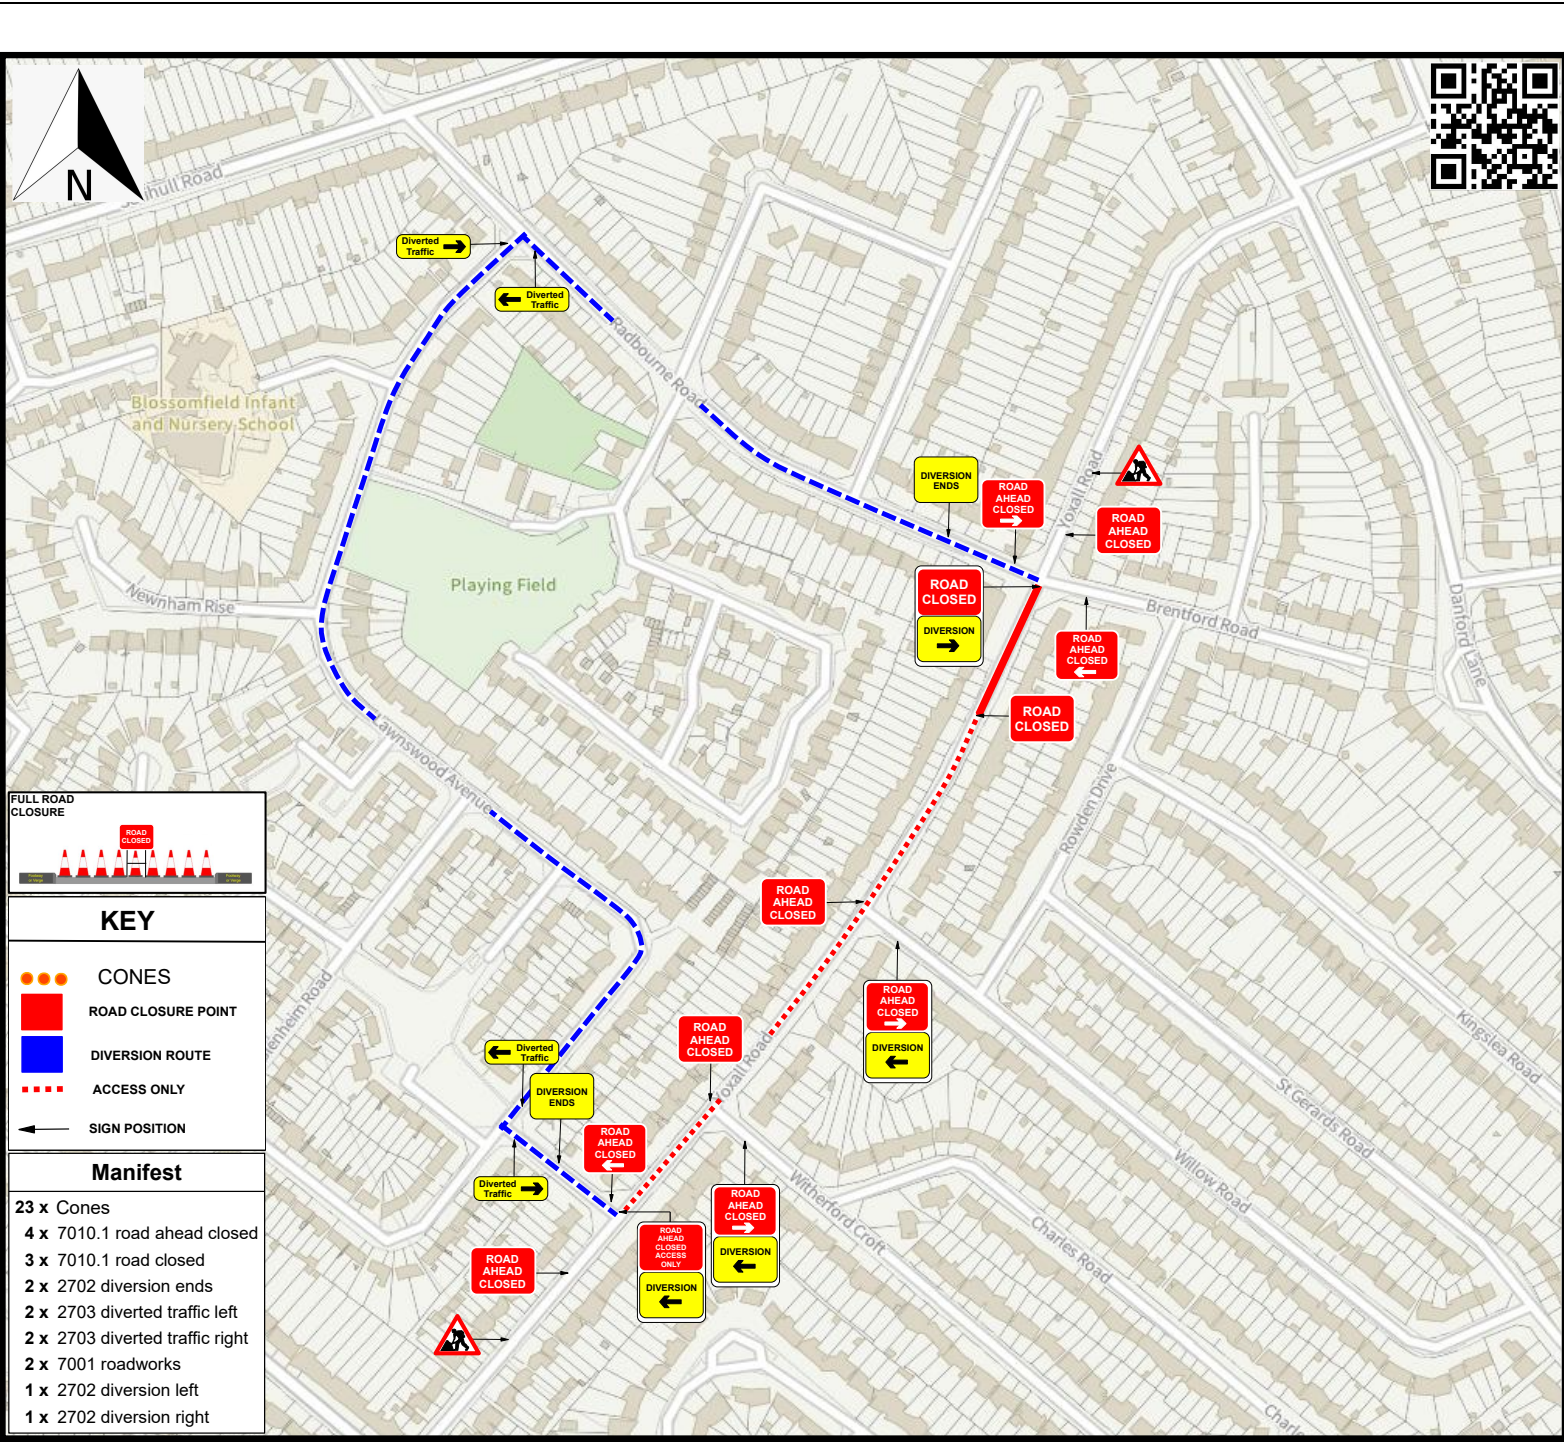 N
hull Road
Diverted
Traffic
Diverted
Traffic
Radbourne Road
Blossomfield Infant
and Nursery School
DIVERSION
ENDS
ROAD
AHEAD
CLOSED
Yoxall Road
ROAD
AHEAD
CLOSED
Playing Field
Newnham Rise
ROAD
CLOSED
DIVERSION
Brentford Road
Danford Lane
ROAD
AHEAD
CLOSED
ROAD
CLOSED
Lawnswood Avenue
Rowden Drive
FULL ROAD
CLOSURE
ROAD
CLOSED
ROAD
AHEAD
CLOSED
KEY
CONES
ROAD CLOSURE POINT
DIVERSION ROUTE
ACCESS ONLY
SIGN POSITION
lenheim Road
ROAD
AHEAD
CLOSED
DIVERSION
ROAD
AHEAD
CLOSED
Yoxall Road
Kingslea Road
St Gerards Road
Diverted
Traffic
DIVERSION
ENDS
ROAD
AHEAD
CLOSED
Diverted
Traffic
Willow Road
Witherford Croft
Charles Road
ROAD
AHEAD
CLOSED
DIVERSION
ROAD
AHEAD
CLOSED
ACCESS
ONLY
DIVERSION
ROAD
AHEAD
CLOSED
Charl
Manifest
23 x Cones
4 x 7010.1 road ahead closed
3 x 7010.1 road closed
2 x 2702 diversion ends
2 x 2703 diverted traffic left
2 x 2703 diverted traffic right
2 x 7001 roadworks
1 x 2702 diversion left
1 x 2702 diversion right